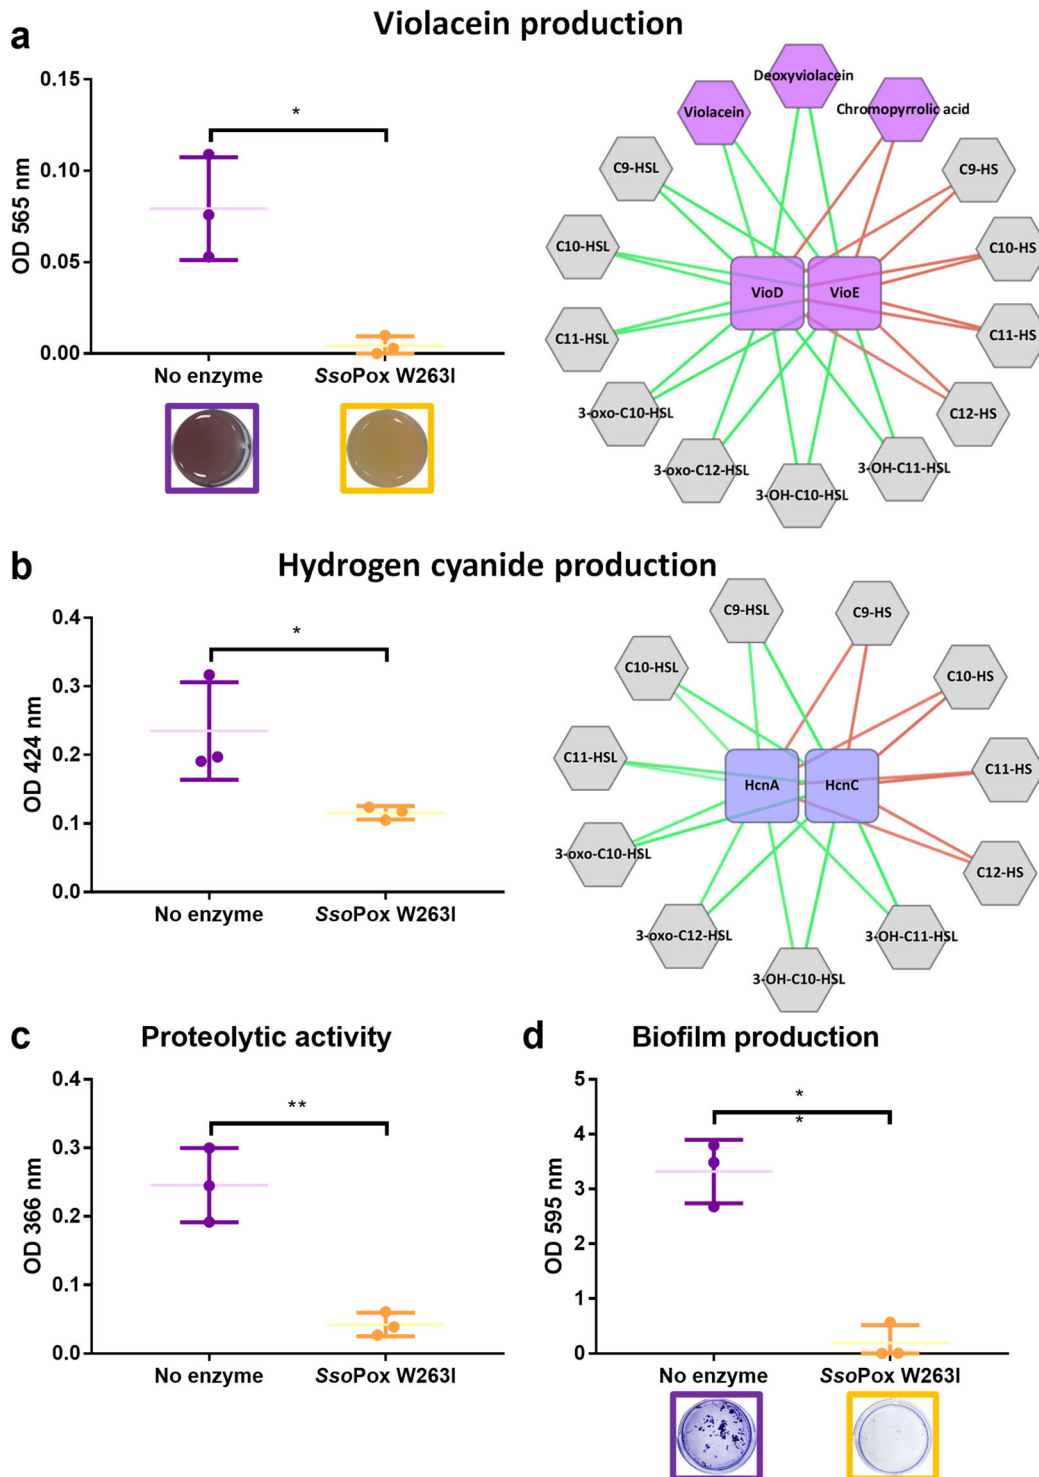 a
Violacein production
OD 565 nm
0.15
0.10
0.05
0.00
*
No enzyme
SsoPox W263I
Deoxyviolacein
Violacein
Chromopyrrolic acid
C9-HSL
C9-HS
C10-HSL
C10-HS
VioD
VioE
C11-HSL
C11-HS
3-oxo-C10-HSL
C12-HS
3-oxo-C12-HSL
3-OH-C11-HSL
3-OH-C10-HSL
b
Hydrogen cyanide production
OD 424 nm
0.4
0.3
0.2
0.1
0.0
*
No enzyme
SsoPox W263I
C9-HSL
C9-HS
C10-HSL
C10-HS
C11-HSL
C11-HS
HcnA
HcnC
3-oxo-C10-HSL
C12-HS
3-oxo-C12-HSL
3-OH-C11-HSL
3-OH-C10-HSL
c
Proteolytic activity
OD 366 nm
0.4
0.3
0.2
0.1
0.0
**
No enzyme
SsoPox W263I
d
Biofilm production
OD 595 nm
5
4
3
2
1
0
*
*
No enzyme
SsoPox W263I